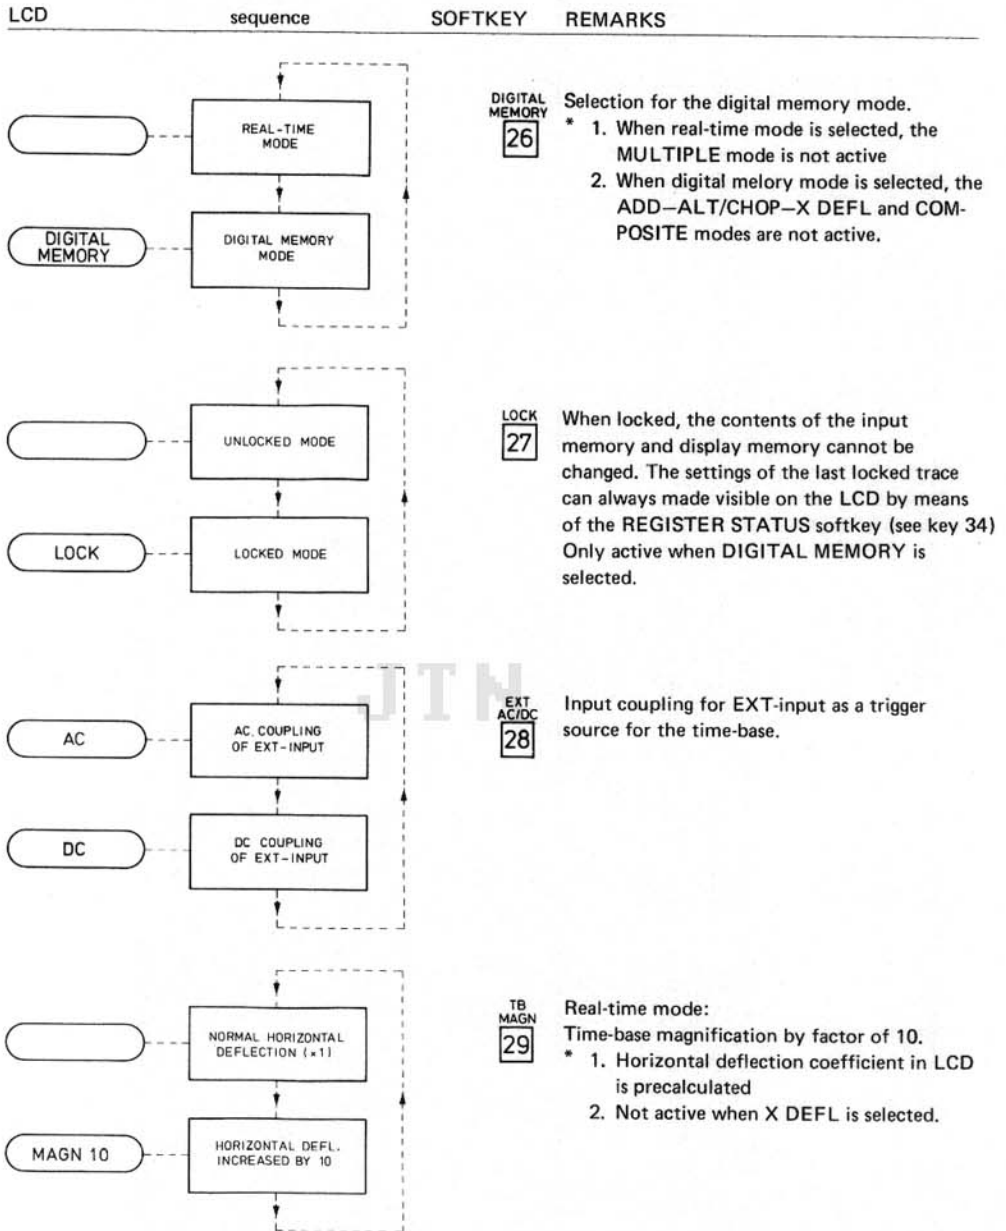 LCD sequence SOFTKEY REMARKS
REAL-TIME
MODE
DIGITAL
MEMORY
DIGITAL MEMORY
MODE
DIGITAL
MEMORY
26
Selection for the digital memory mode.
* 1. When real-time mode is selected, the
MULTIPLE mode is not active
2. When digital melory mode is selected, the
ADD–ALT/CHOP–X DEFL and COM-
POSITE modes are not active.
UNLOCKED MODE
LOCK
LOCKED MODE
LOCK
27
When locked, the contents of the input
memory and display memory cannot be
changed. The settings of the last locked trace
can always made visible on the LCD by means
of the REGISTER STATUS softkey (see key 34)
Only active when DIGITAL MEMORY is
selected.
JTN
AC
AC. COUPLING
OF EXT-INPUT
DC
DC COUPLING
OF EXT-INPUT
EXT
AC/DC
28
Input coupling for EXT-input as a trigger
source for the time-base.
NORMAL HORIZONTAL
DEFLECTION (×1)
MAGN 10
HORIZONTAL DEFL.
INCREASED BY 10
TB
MAGN
29
Real-time mode:
Time-base magnification by factor of 10.
* 1. Horizontal deflection coefficient in LCD
is precalculated
2. Not active when X DEFL is selected.